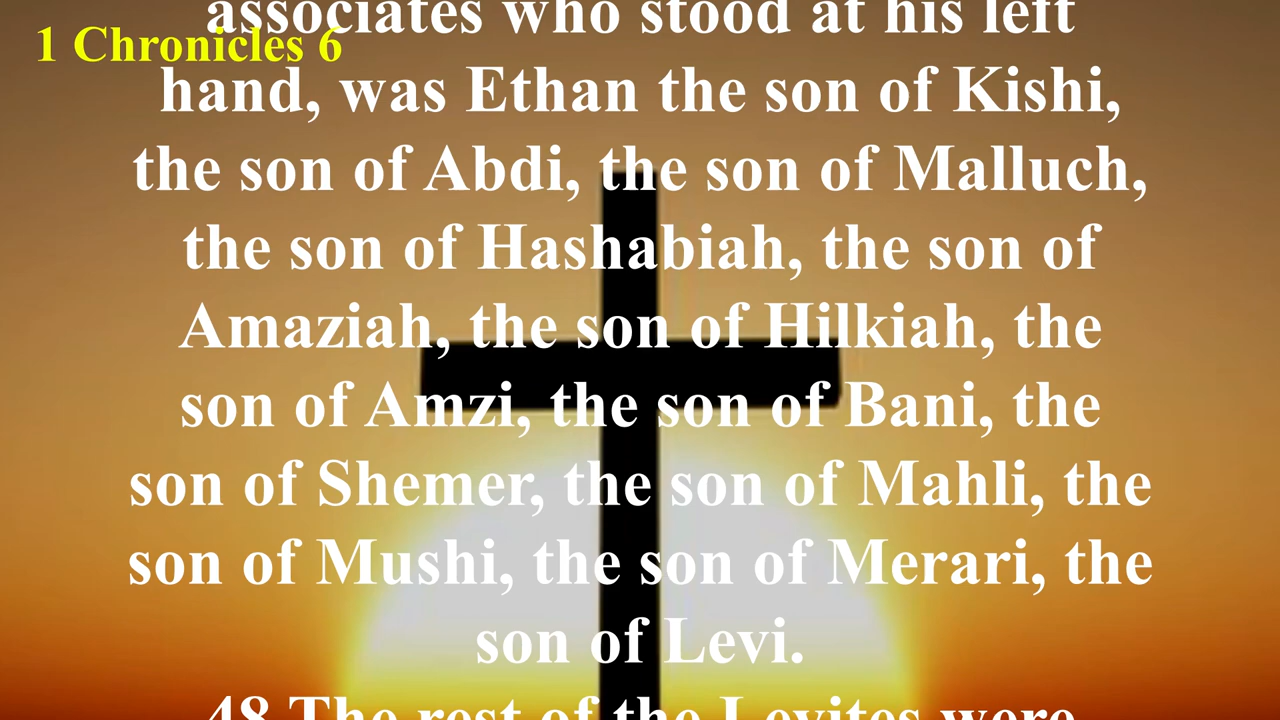 associates who stood at his left
1 Chronicles 6
hand, was Ethan the son of Kishi,
the son of Abdi, the son of Malluch,
the son of Hashabiah, the son of
Amaziah, the son of Hilkiah, the
son of Amzi, the son of Bani, the
son of Shemer, the son of Mahli, the
son of Mushi, the son of Merari, the
son of Levi.
48 The rest of the Levites were